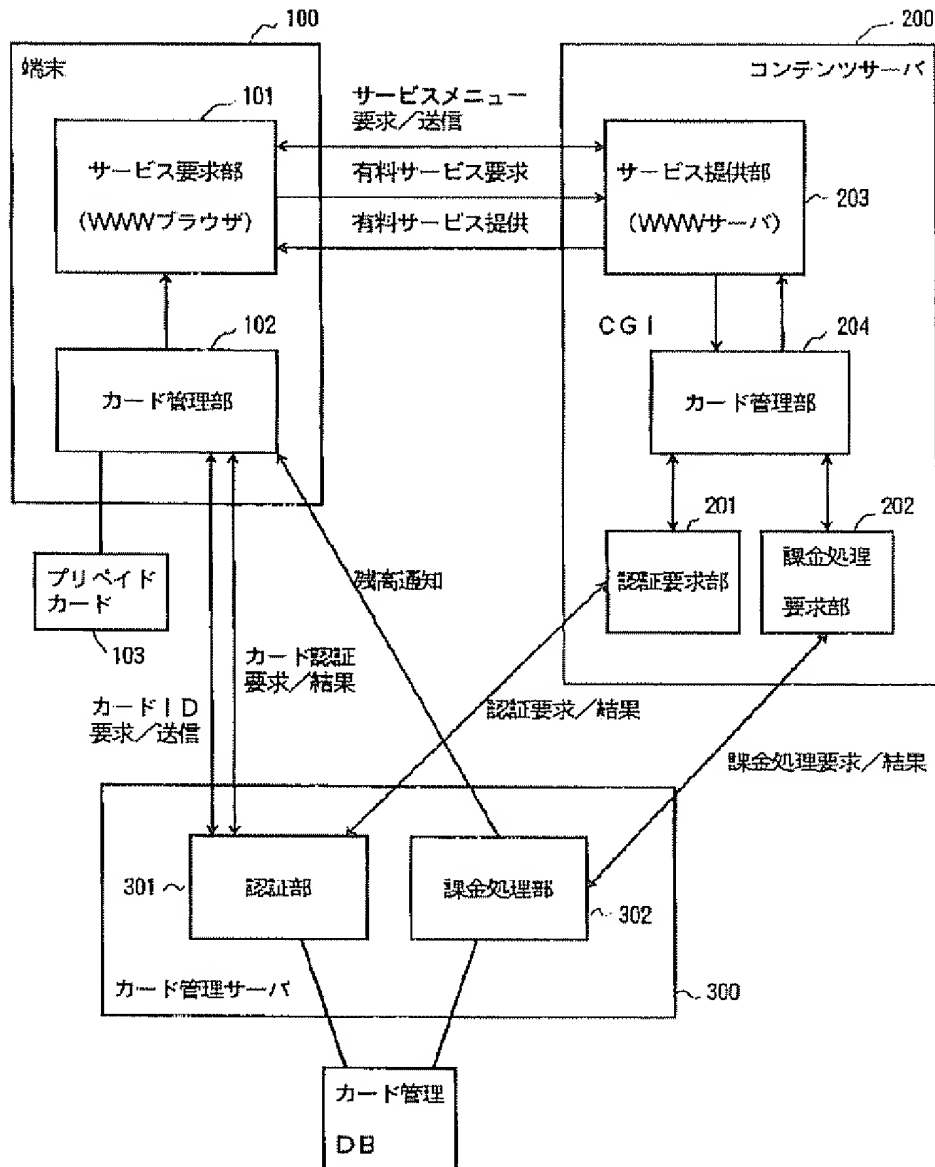 100
端末
101
サービス要求部
(WWWブラウザ)
102
カード管理部
プリペイド
カード
103
サービスメニュー
要求／送信
有料サービス要求
有料サービス提供
200
コンテンツサーバ
サービス提供部
(WWWサーバ)
203
CGI
204
カード管理部
201
認証要求部
202
課金処理
要求部
残高通知
カード認証
要求／結果
カードID
要求／送信
認証要求／結果
課金処理要求／結果
301
認証部
課金処理部
302
カード管理サーバ
300
カード管理
DB